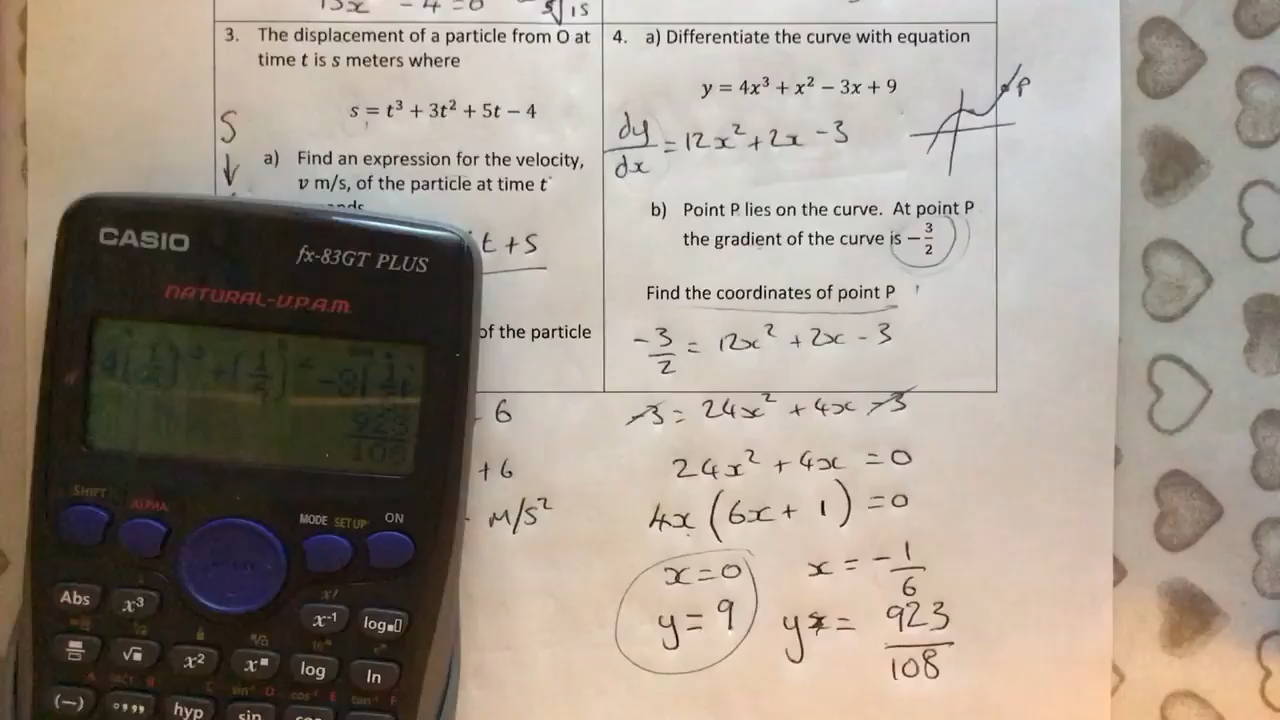 13x - 4 = 0
is
3. The displacement of a particle from O at
time t is s meters where
s = t³ + 3t² + 5t − 4
S
↓
a) Find an expression for the velocity,
v m/s, of the particle at time t
t + 5
of the particle
- 6
+ 6
m/s²
4. a) Differentiate the curve with equation
y = 4x³ + x² − 3x + 9
P
dy/dx = 12x² + 2x - 3
b) Point P lies on the curve. At point P
the gradient of the curve is −3/2
Find the coordinates of point P
-3/2 = 12x² + 2x - 3
-3 = 24x² + 4x - 3
24x² + 4x = 0
4x (6x + 1) = 0
x = 0 x = -1/6
y = 9 y = 923/108
CASIO
fx-83GT PLUS
NATURAL-V.P.A.M.
923
108
SHIFT ALPHA MODE SETUP ON
Abs x³ x! x⁻¹ log
√■ x² x■ log ln
(−) hyp sin